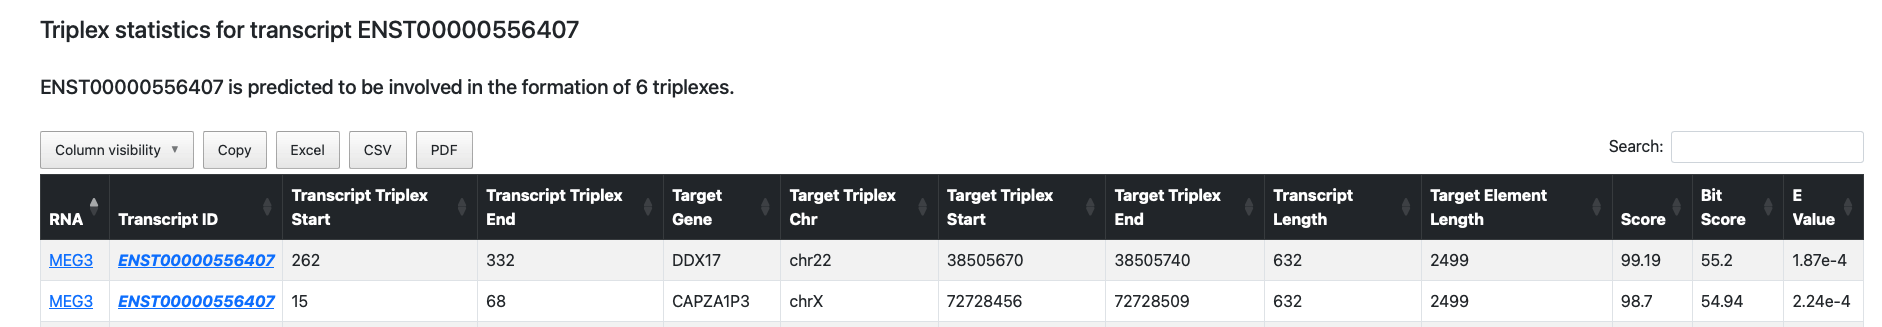 Triplex statistics for transcript ENST00000556407
ENST00000556407 is predicted to be involved in the formation of 6 triplexes.
Column visibility ▼ Copy Excel CSV PDF Search:
RNA Transcript ID Transcript Triplex Start Transcript Triplex End Target Gene Target Triplex Chr Target Triplex Start Target Triplex End Transcript Length Target Element Length Score Bit Score E Value
MEG3 ENST00000556407 262 332 DDX17 chr22 38505670 38505740 632 2499 99.19 55.2 1.87e-4
MEG3 ENST00000556407 15 68 CAPZA1P3 chrX 72728456 72728509 632 2499 98.7 54.94 2.24e-4